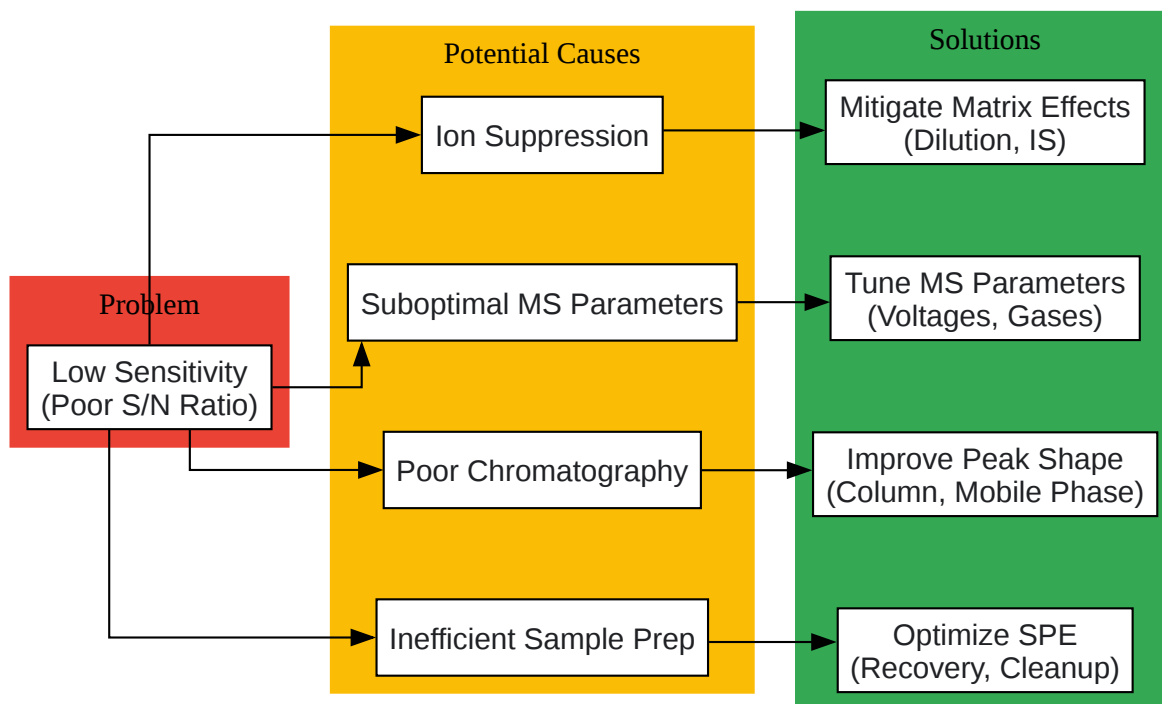 Problem
Low Sensitivity
(Poor S/N Ratio)
Potential Causes
Ion Suppression
Suboptimal MS Parameters
Poor Chromatography
Inefficient Sample Prep
Solutions
Mitigate Matrix Effects
(Dilution, IS)
Tune MS Parameters
(Voltages, Gases)
Improve Peak Shape
(Column, Mobile Phase)
Optimize SPE
(Recovery, Cleanup)